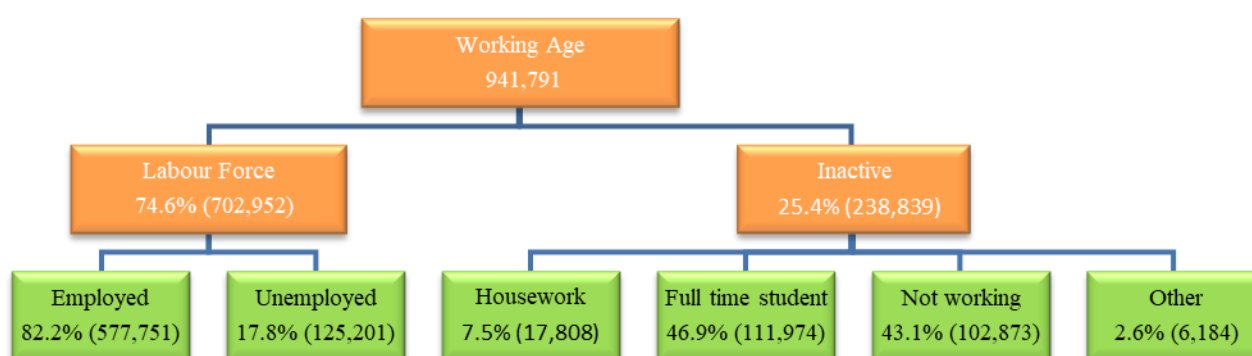 Working Age
941,791
Labour Force
74.6% (702,952)
Inactive
25.4% (238,839)
Employed
82.2% (577,751)
Unemployed
17.8% (125,201)
Housework
7.5% (17,808)
Full time student
46.9% (111,974)
Not working
43.1% (102,873)
Other
2.6% (6,184)